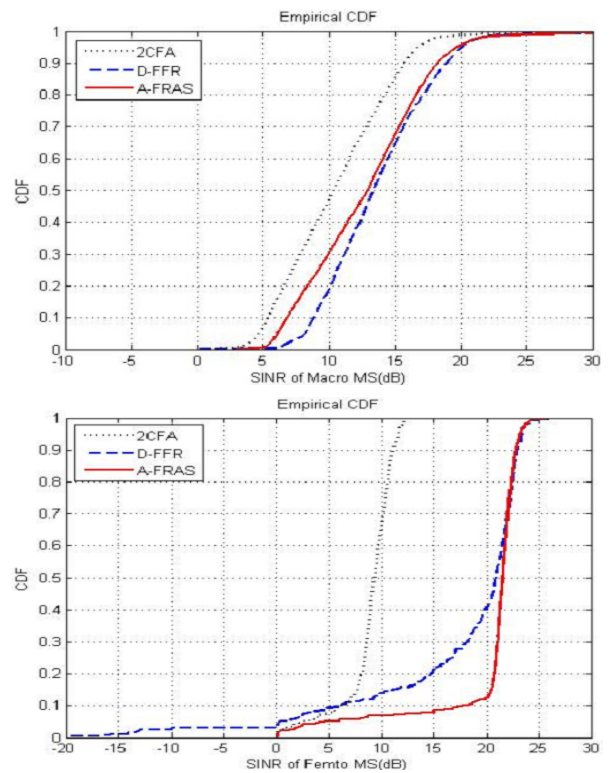 Empirical CDF
2CFA
D-FFR
A-FRAS
1
0.9
0.8
0.7
0.6
0.5
0.4
0.3
0.2
0.1
0
CDF
-10 -5 0 5 10 15 20 25 30
SINR of Macro MS(dB)
Empirical CDF
2CFA
D-FFR
A-FRAS
1
0.9
0.8
0.7
0.6
0.5
0.4
0.3
0.2
0.1
0
CDF
-20 -15 -10 -5 0 5 10 15 20 25 30
SINR of Femto MS(dB)